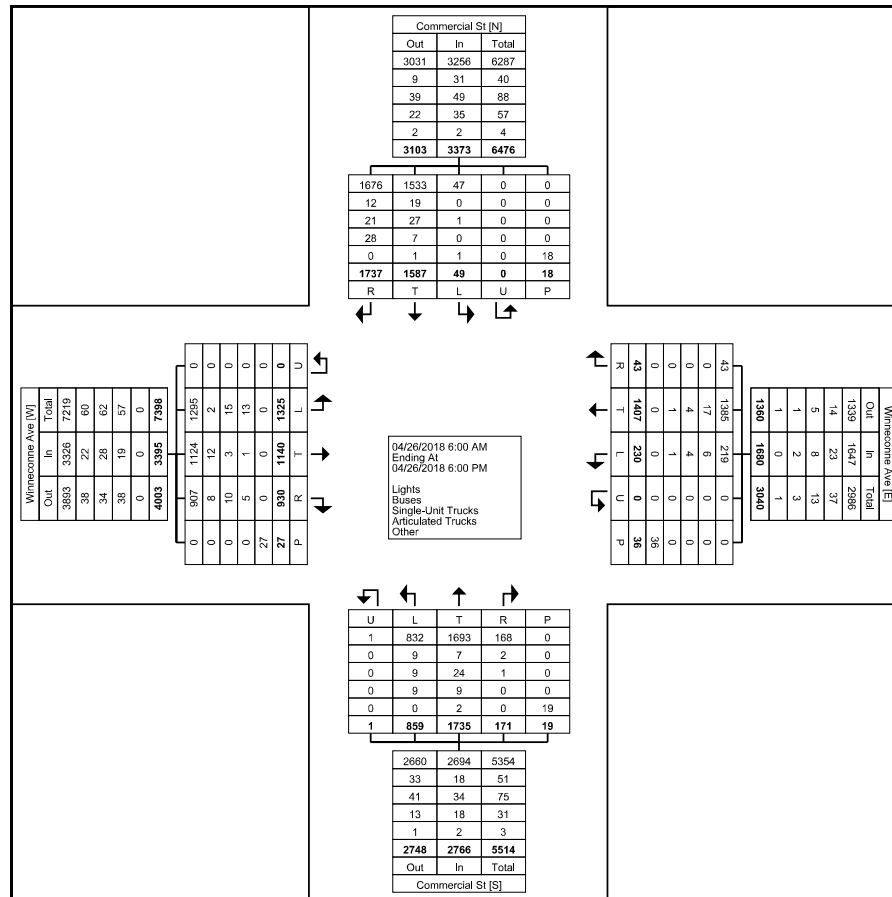 Commercial St [N]
Out In Total
3031 3256 6287
9 31 40
39 49 88
22 35 57
2 2 4
3103 3373 6476
1676 1533 47 0 0
12 19 0 0 0
21 27 1 0 0
28 7 0 0 0
0 1 1 0 18
1737 1587 49 0 18
R T L U P
Winneconne Ave [W]
Out In Total
3893 3326 7219
38 22 60
34 28 62
38 19 57
0 0 0
4003 3395 7398
0 907 1124 1295 0
0 8 12 2 0
0 10 3 15 0
0 5 1 13 0
27 0 0 0 0
27 930 1140 1325 0
P R T L U
04/26/2018 6:00 AM
Ending At
04/26/2018 6:00 PM
Lights
Buses
Single-Unit Trucks
Articulated Trucks
Other
Winneconne Ave [E]
Out In Total
1339 1647 2986
14 23 37
5 8 13
1 2 3
1 0 1
1360 1680 3040
43 1385 219 0 0
0 17 6 0 0
0 4 4 0 0
0 1 1 0 0
0 0 0 0 36
43 1407 230 0 36
R T L U P
U L T R P
1 832 1693 168 0
0 9 7 2 0
0 9 24 1 0
0 9 9 0 0
0 0 2 0 19
1 859 1735 171 19
2660 2694 5354
33 18 51
41 34 75
13 18 31
1 2 3
2748 2766 5514
Out In Total
Commercial St [S]